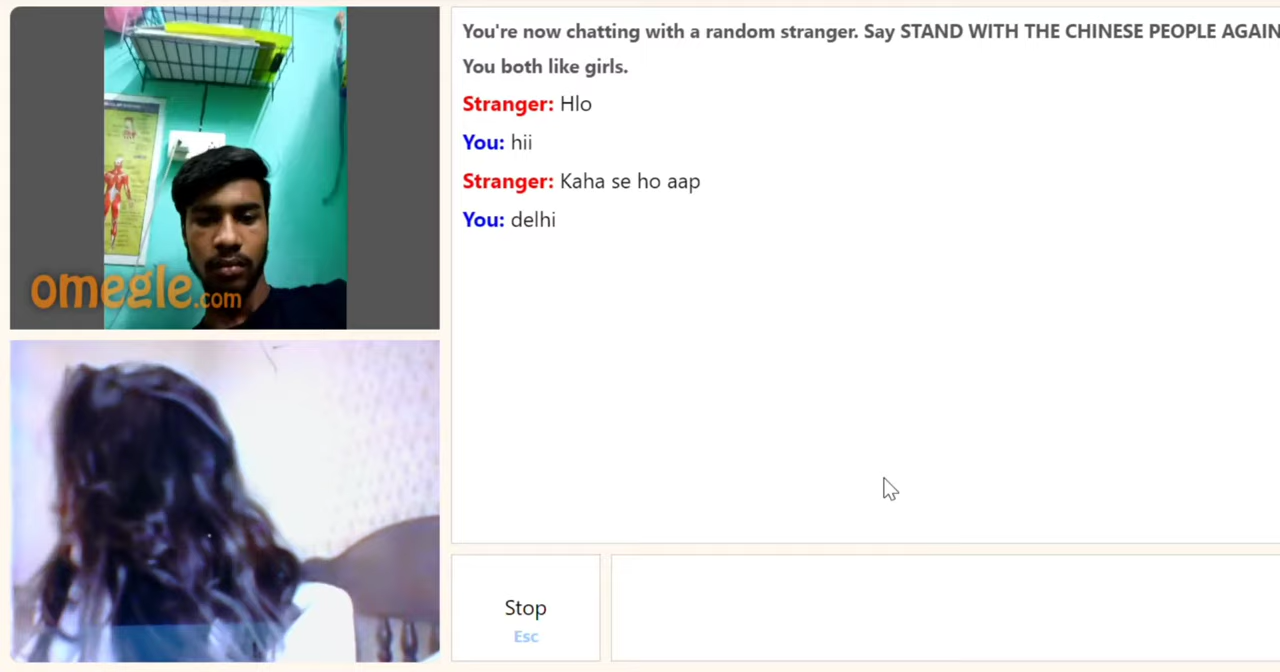 omegle.com
You're now chatting with a random stranger. Say STAND WITH THE CHINESE PEOPLE AGAIN
You both like girls.
Stranger: Hlo
You: hii
Stranger: Kaha se ho aap
You: delhi
Stop
Esc